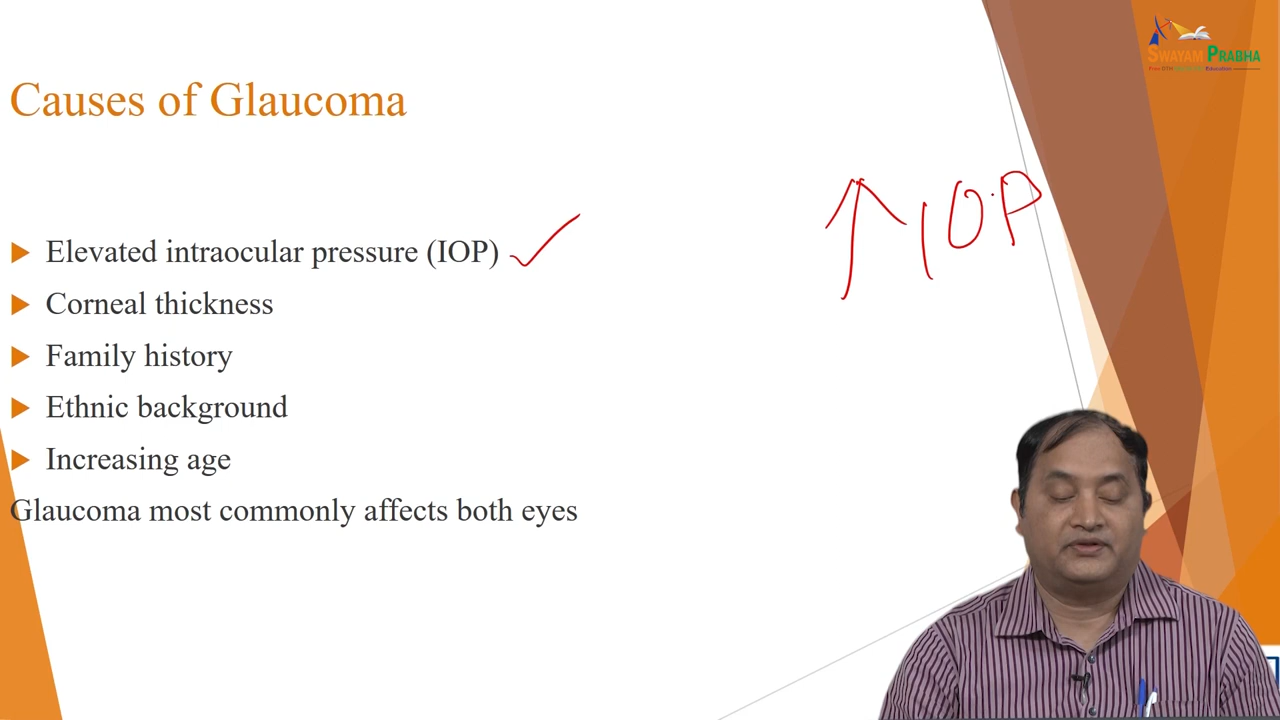 SWAYAM PRABHA
Causes of Glaucoma
↑ IOP
Elevated intraocular pressure (IOP)
Corneal thickness
Family history
Ethnic background
Increasing age
Glaucoma most commonly affects both eyes